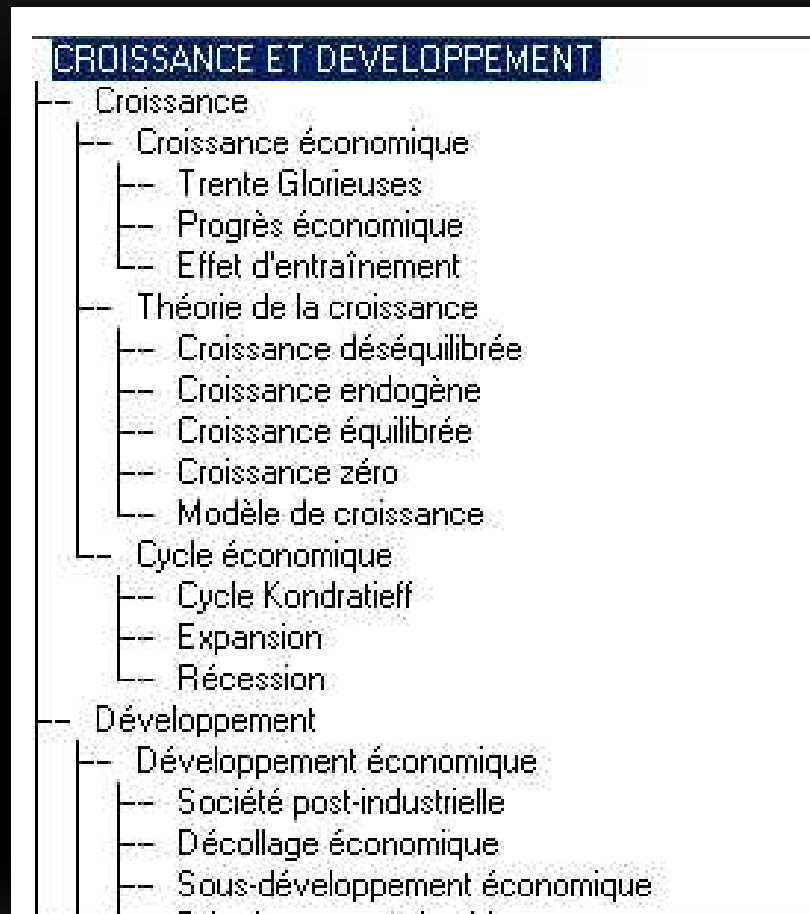 CROISSANCE ET DEVELOPPEMENT
Croissance
Croissance économique
Trente Glorieuses
Progrès économique
Effet d'entraînement
Théorie de la croissance
Croissance déséquilibrée
Croissance endogène
Croissance équilibrée
Croissance zéro
Modèle de croissance
Cycle économique
Cycle Kondratieff
Expansion
Récession
Développement
Développement économique
Société post-industrielle
Décollage économique
Sous-développement économique